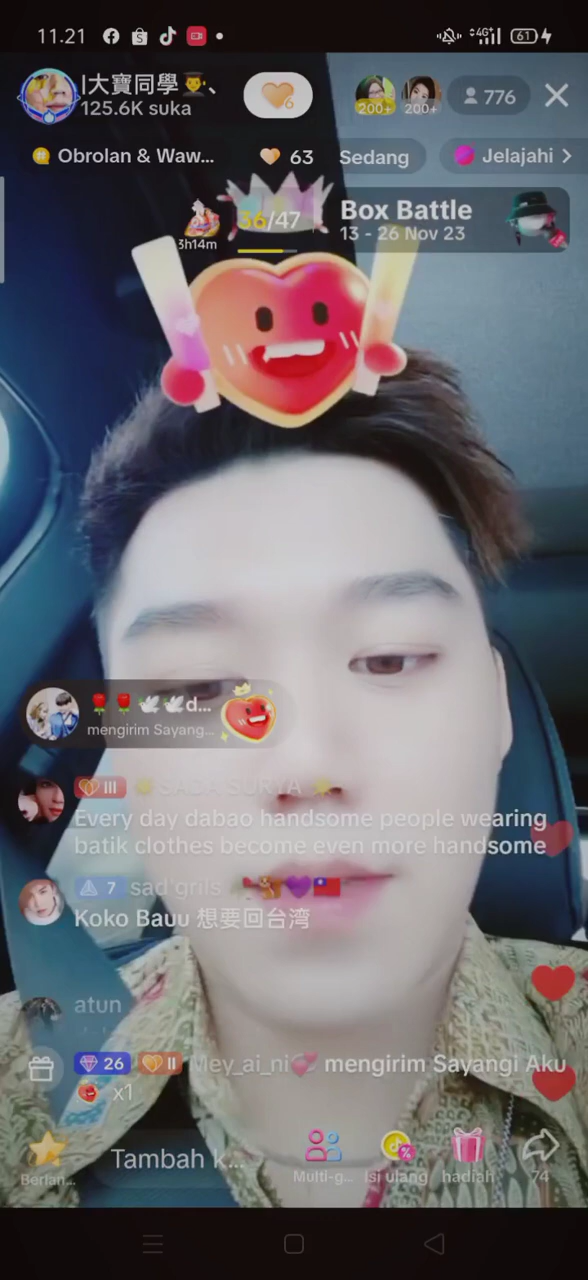 11.21
4G+
61
|大寶同學👨‍🎓、
125.6K suka
6
200+
200+
776
Obrolan & Waw...
63
Sedang
Jelajahi
36/47
3h14m
Box Battle
13 - 26 Nov 23
🌹🌹🕊️🕊️d...
mengirim Sayang...
III
SADA SURYA
Every day dabao handsome people wearing
batik clothes become even more handsome
7 sad'grils 💜🇹🇼
Koko Bauu 想要回台湾
atun
26 II Mey_ai_ni💞 mengirim Sayangi Aku
x1
Berlan...
Tambah k...
Multi-g...
Isi ulang
hadiah
74